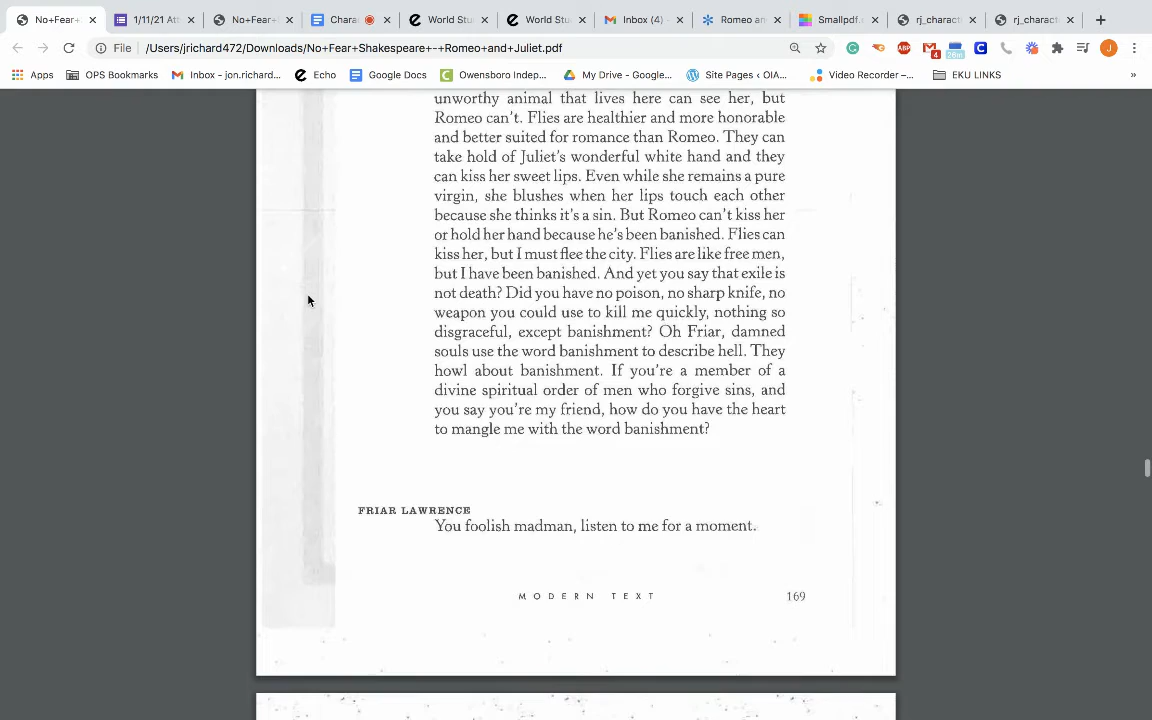 No+Fear+
1/11/21 Att
No+Fear+
Chara
World Stu
World Stu
Inbox (4)
Romeo an
Smallpdf.c
rj_charact
rj_charact
File
/Users/jrichard472/Downloads/No+Fear+Shakespeare+-+Romeo+and+Juliet.pdf
ABP
4
C
J
Apps
OPS Bookmarks
Inbox - jon.richard...
Echo
Google Docs
Owensboro Indep...
My Drive - Google...
Site Pages ‹ OIA...
Video Recorder –...
EKU LINKS
»
unworthy animal that lives here can see her, but
Romeo can't. Flies are healthier and more honorable
and better suited for romance than Romeo. They can
take hold of Juliet's wonderful white hand and they
can kiss her sweet lips. Even while she remains a pure
virgin, she blushes when her lips touch each other
because she thinks it's a sin. But Romeo can't kiss her
or hold her hand because he's been banished. Flies can
kiss her, but I must flee the city. Flies are like free men,
but I have been banished. And yet you say that exile is
not death? Did you have no poison, no sharp knife, no
weapon you could use to kill me quickly, nothing so
disgraceful, except banishment? Oh Friar, damned
souls use the word banishment to describe hell. They
howl about banishment. If you're a member of a
divine spiritual order of men who forgive sins, and
you say you're my friend, how do you have the heart
to mangle me with the word banishment?
FRIAR LAWRENCE
You foolish madman, listen to me for a moment.
MODERN TEXT
169